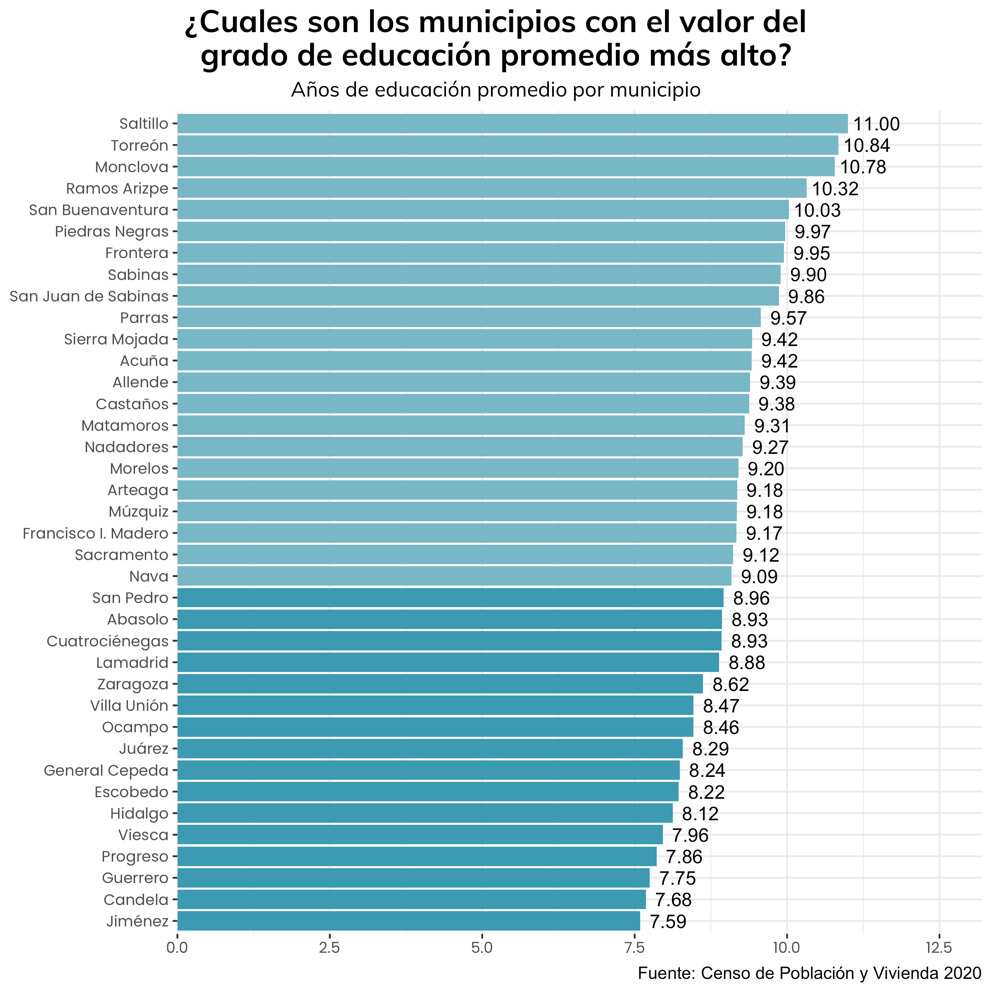 ¿Cuales son los municipios con el valor del
grado de educación promedio más alto?
Años de educación promedio por municipio
Saltillo 11.00
Torreón 10.84
Monclova 10.78
Ramos Arizpe 10.32
San Buenaventura 10.03
Piedras Negras 9.97
Frontera 9.95
Sabinas 9.90
San Juan de Sabinas 9.86
Parras 9.57
Sierra Mojada 9.42
Acuña 9.42
Allende 9.39
Castaños 9.38
Matamoros 9.31
Nadadores 9.27
Morelos 9.20
Arteaga 9.18
Múzquiz 9.18
Francisco I. Madero 9.17
Sacramento 9.12
Nava 9.09
San Pedro 8.96
Abasolo 8.93
Cuatrociénegas 8.93
Lamadrid 8.88
Zaragoza 8.62
Villa Unión 8.47
Ocampo 8.46
Juárez 8.29
General Cepeda 8.24
Escobedo 8.22
Hidalgo 8.12
Viesca 7.96
Progreso 7.86
Guerrero 7.75
Candela 7.68
Jiménez 7.59
0.0 2.5 5.0 7.5 10.0 12.5
Fuente: Censo de Población y Vivienda 2020